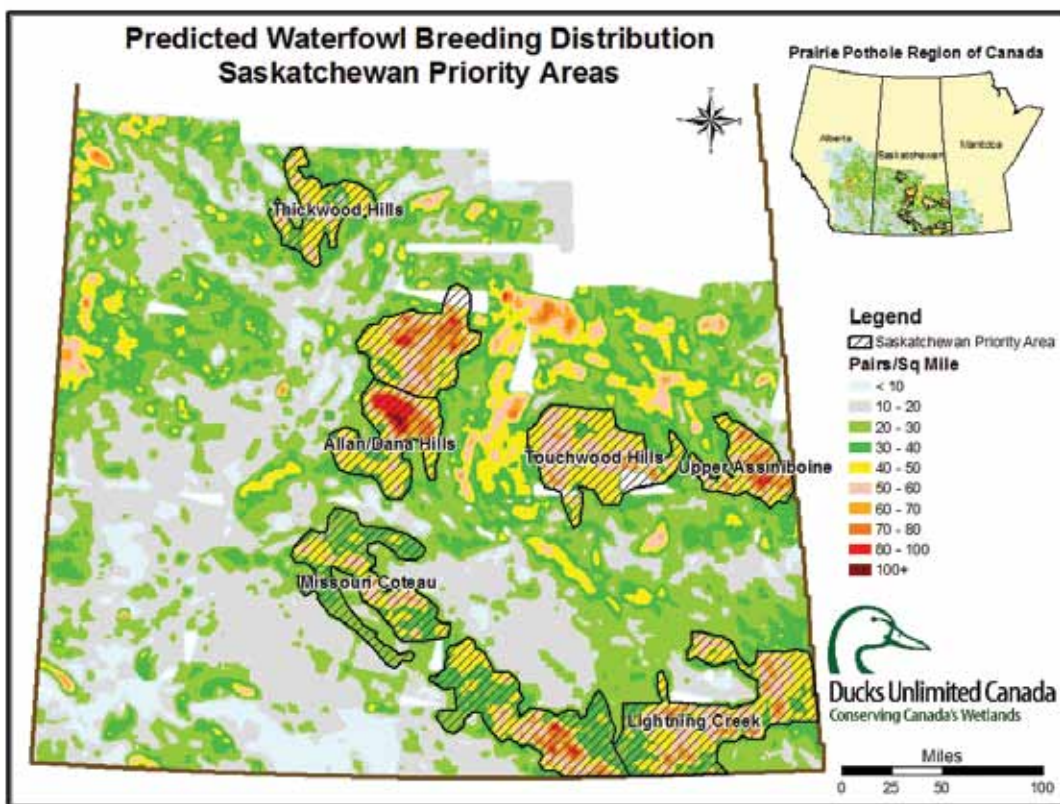 Predicted Waterfowl Breeding Distribution
Saskatchewan Priority Areas
Prairie Pothole Region of Canada
Alberta
Saskatchewan
Manitoba
Thickwood Hills
Allan/Dana Hills
Touchwood Hills
Upper Assiniboine
Missouri Coteau
Lightning Creek
Legend
Saskatchewan Priority Area
Pairs/Sq Mile
< 10
10 - 20
20 - 30
30 - 40
40 - 50
50 - 60
60 - 70
70 - 80
80 - 100
100+
Ducks Unlimited Canada
Conserving Canada's Wetlands
Miles
0 25 50 100